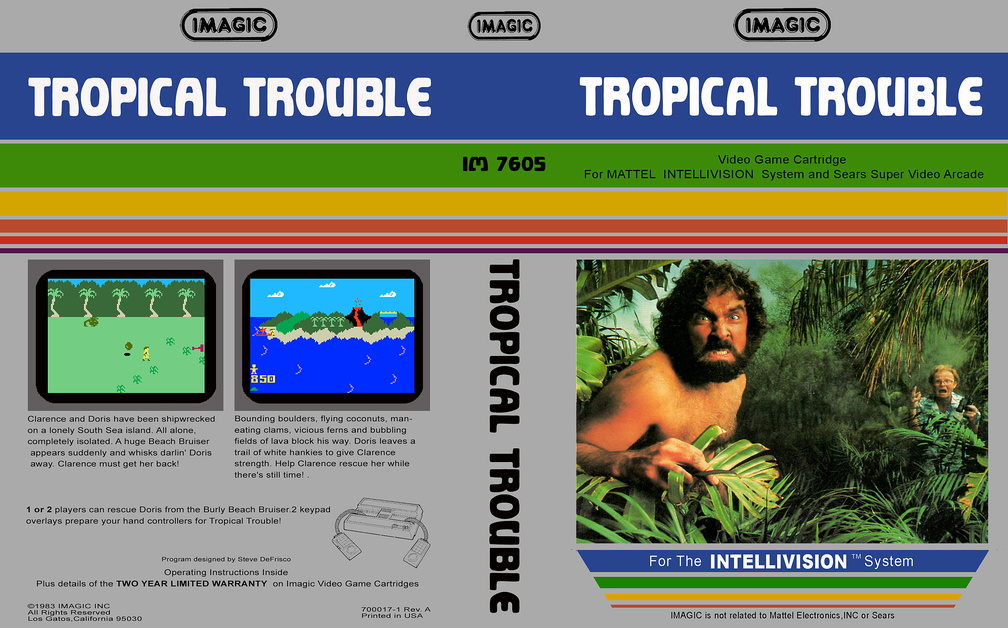 IMAGIC
TROPICAL TROUBLE
Clarence and Doris have been shipwrecked
on a lonely South Sea island. All alone,
completely isolated. A huge Beach Bruiser
appears suddenly and whisks darlin' Doris
away. Clarence must get her back!
850
Bounding boulders, flying coconuts, man-
eating clams, vicious ferns and bubbling
fields of lava block his way. Doris leaves a
trail of white hankies to give Clarence
strength. Help Clarence rescue her while
there's still time! .
1 or 2 players can rescue Doris from the Burly Beach Bruiser.2 keypad
overlays prepare your hand controllers for Tropical Trouble!
Program designed by Steve DeFrisco
Operating Instructions Inside
Plus details of the TWO YEAR LIMITED WARRANTY on Imagic Video Game Cartridges
©1983 IMAGIC INC
All Rights Reserved
Los Gatos,California 95030
700017-1 Rev. A
Printed in USA
IMAGIC
IM 7605
TROPICAL TROUBLE
IMAGIC
TROPICAL TROUBLE
Video Game Cartridge
For MATTEL INTELLIVISION System and Sears Super Video Arcade
For The INTELLIVISION™ System
IMAGIC is not related to Mattel Electronics,INC or Sears